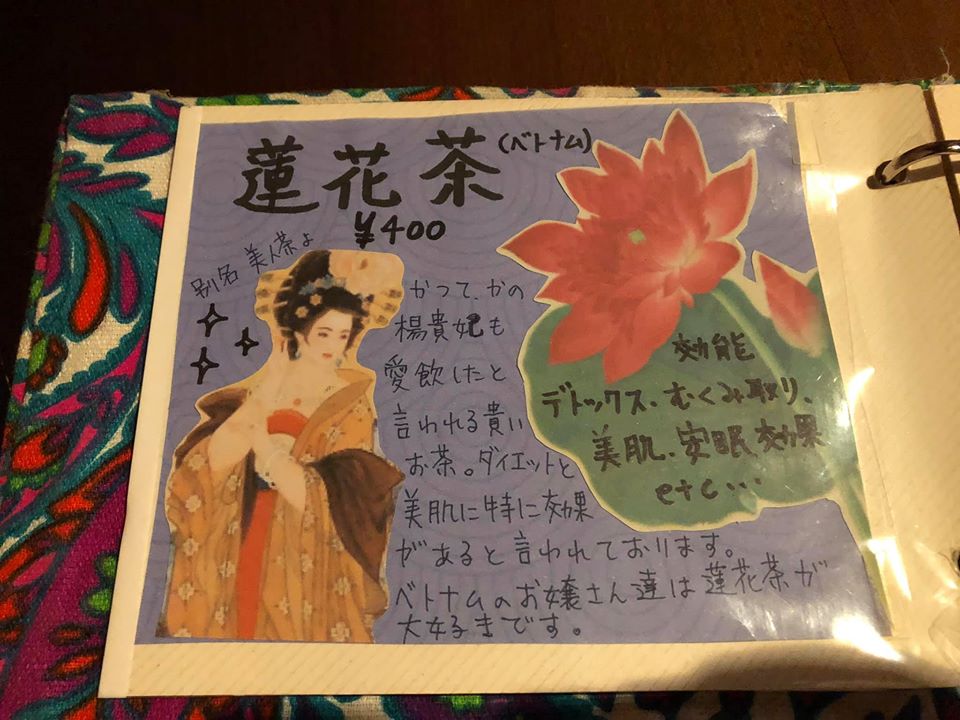 蓮花茶(ベトナム)
¥400
別名 美人茶よ
かつて、かの
楊貴妃も
愛飲したと
言われる貴い
お茶。ダイエットと
美肌に特に効果
があると言われております。
ベトナムのお嬢さん達は蓮花茶が
大好きです。
効能
デトックス、むくみ取り、
美肌、安眠効果
etc...